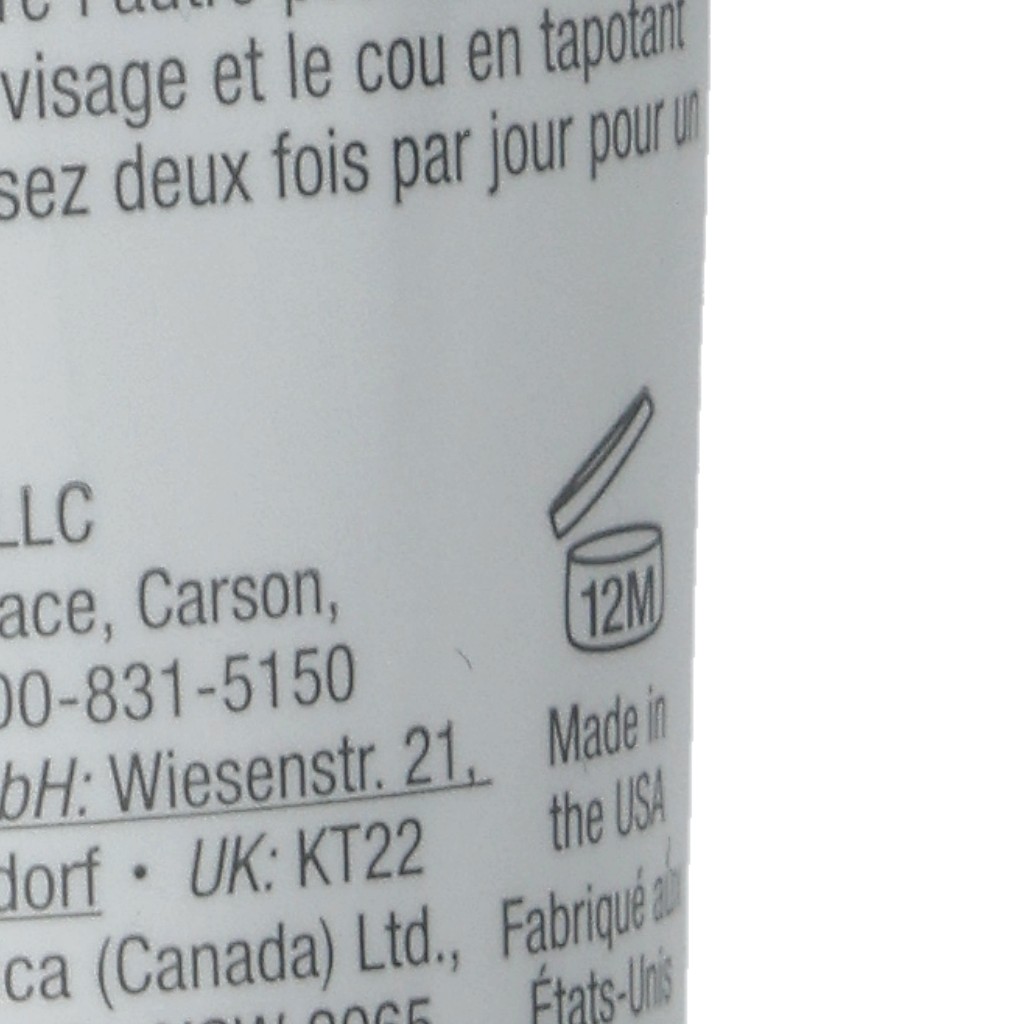 visage et le cou en tapotant
sez deux fois par jour pour un
LLC
ace, Carson,
00-831-5150
bH: Wiesenstr. 21,
dorf • UK: KT22
ca (Canada) Ltd.,
12M
Made in
the USA
Fabriqué
États-Unis